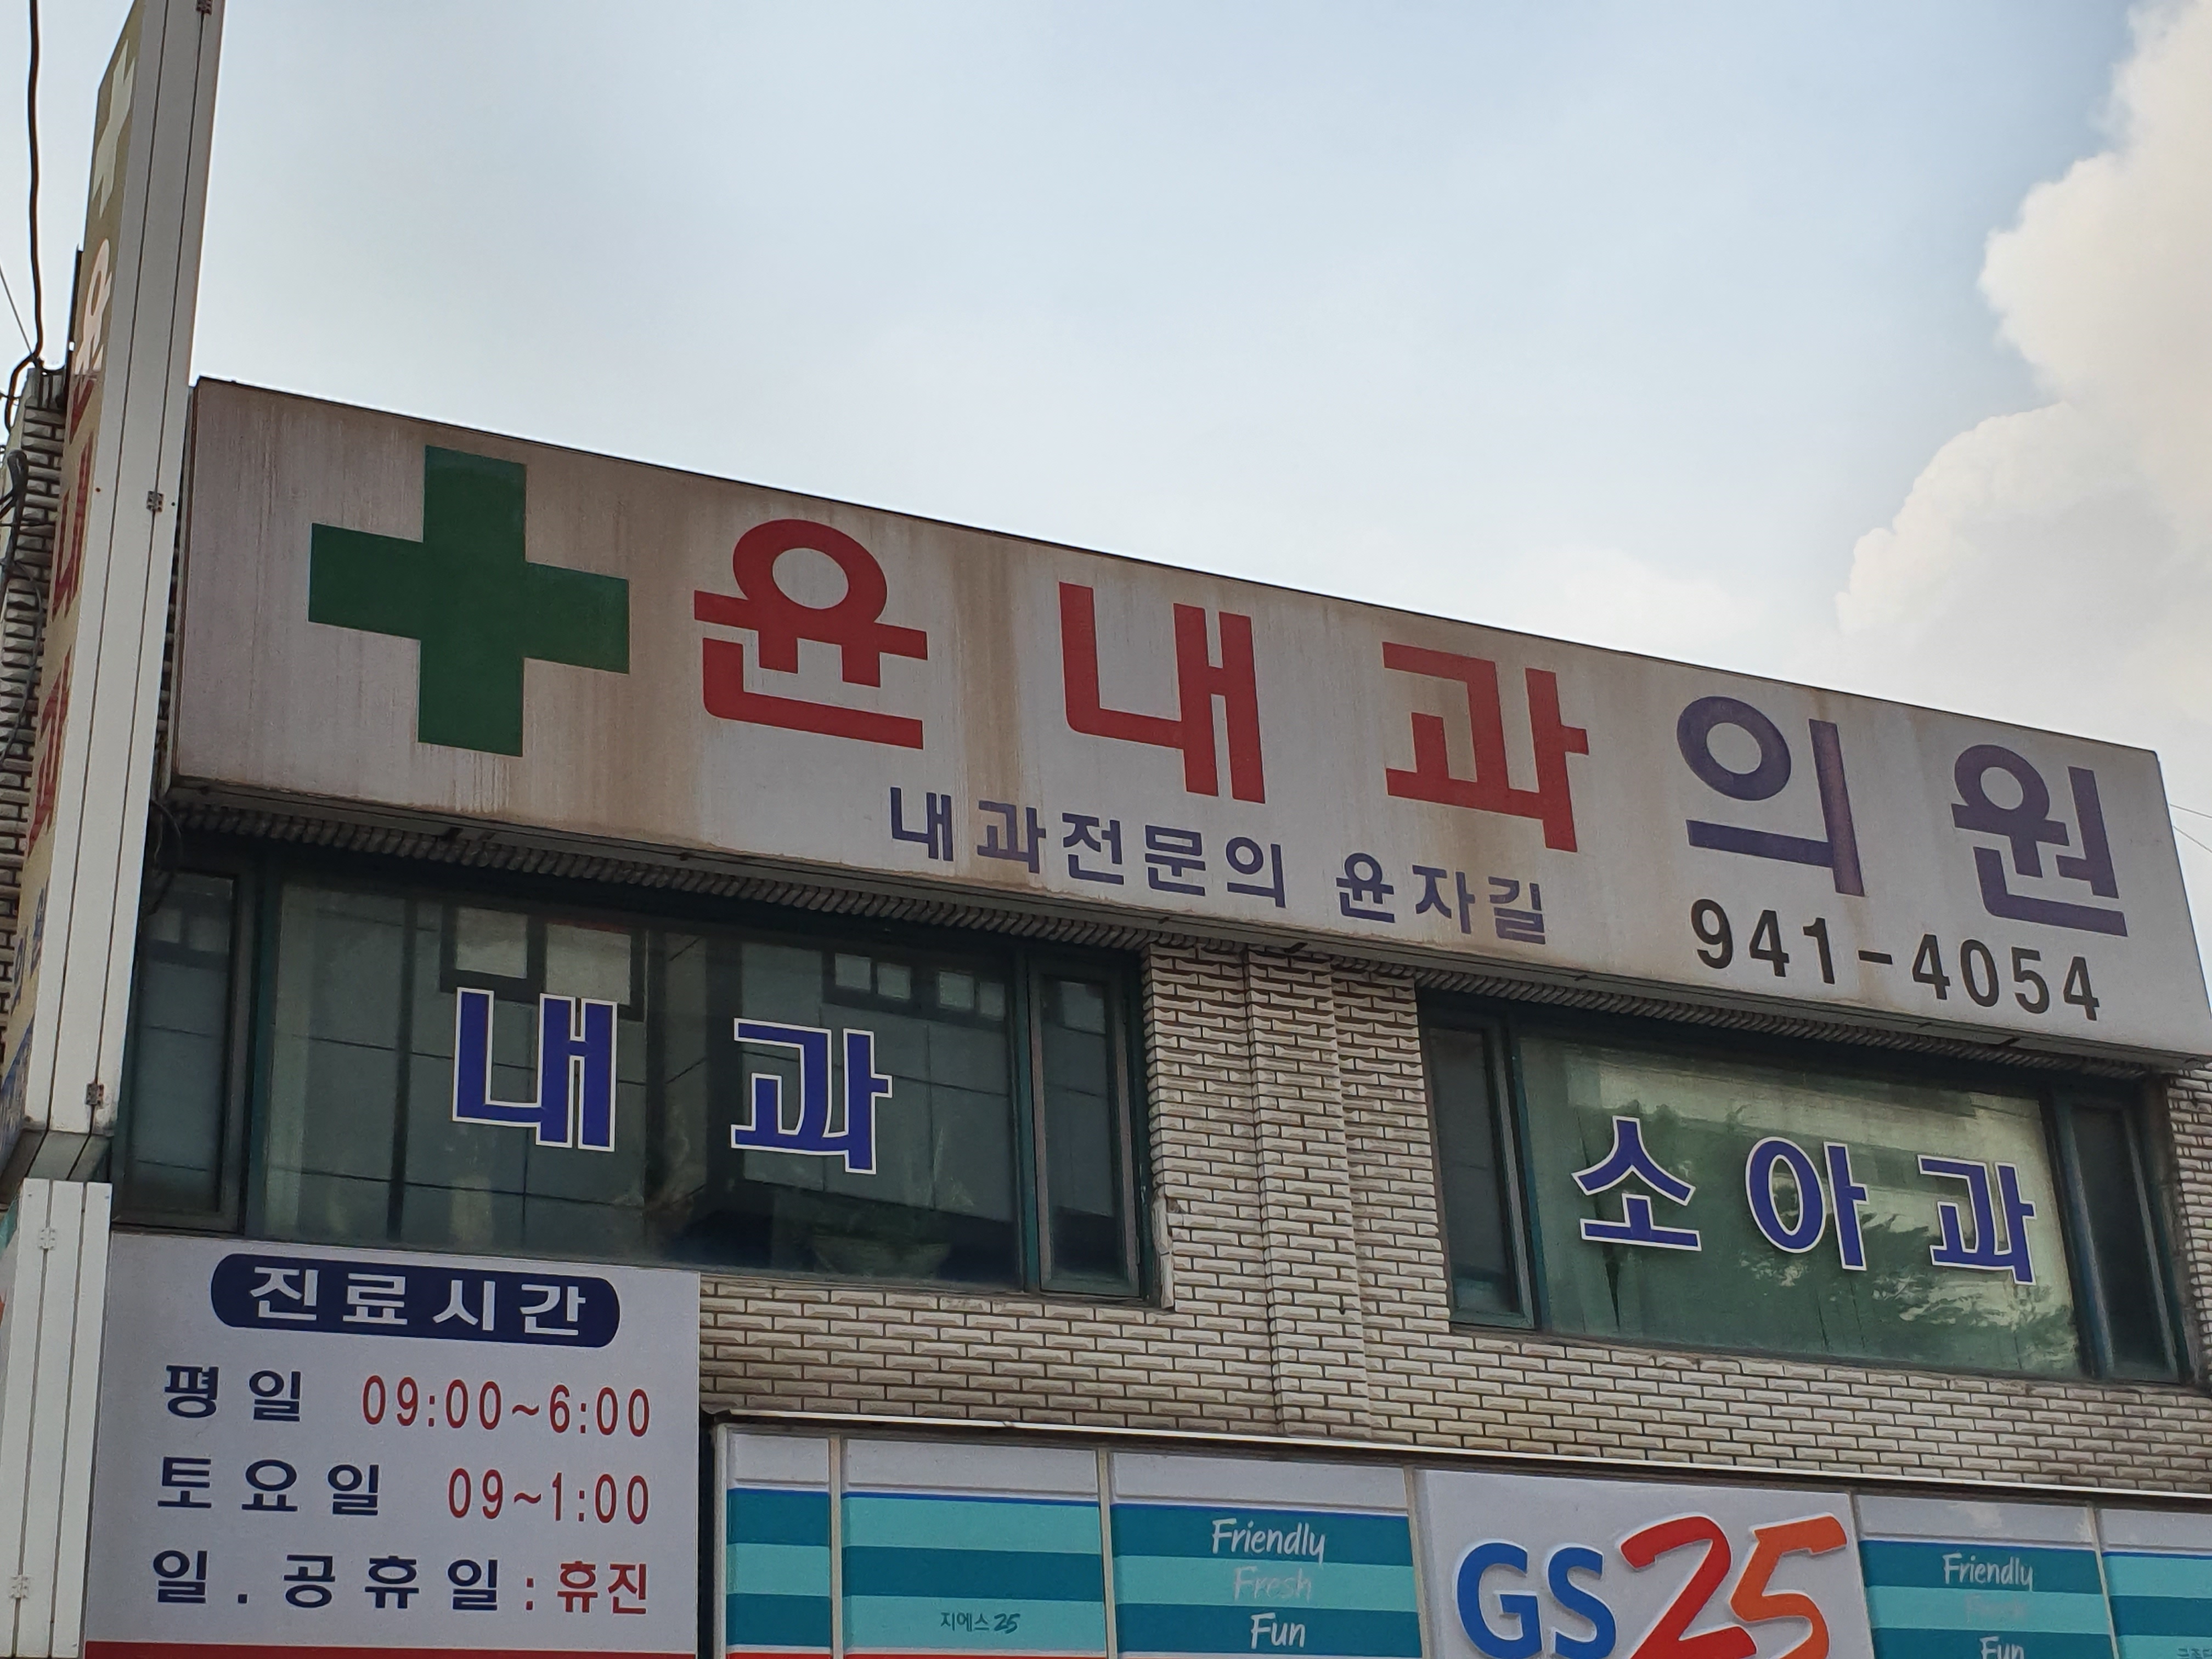 윤내과의원
내과전문의 윤자길
941-4054
내과
소아과
진료시간
평일 09:00~6:00
토요일 09~1:00
일.공휴일:휴진
지에스25
Friendly
Fresh
Fun
GS25
Friendly
Fresh
Fun